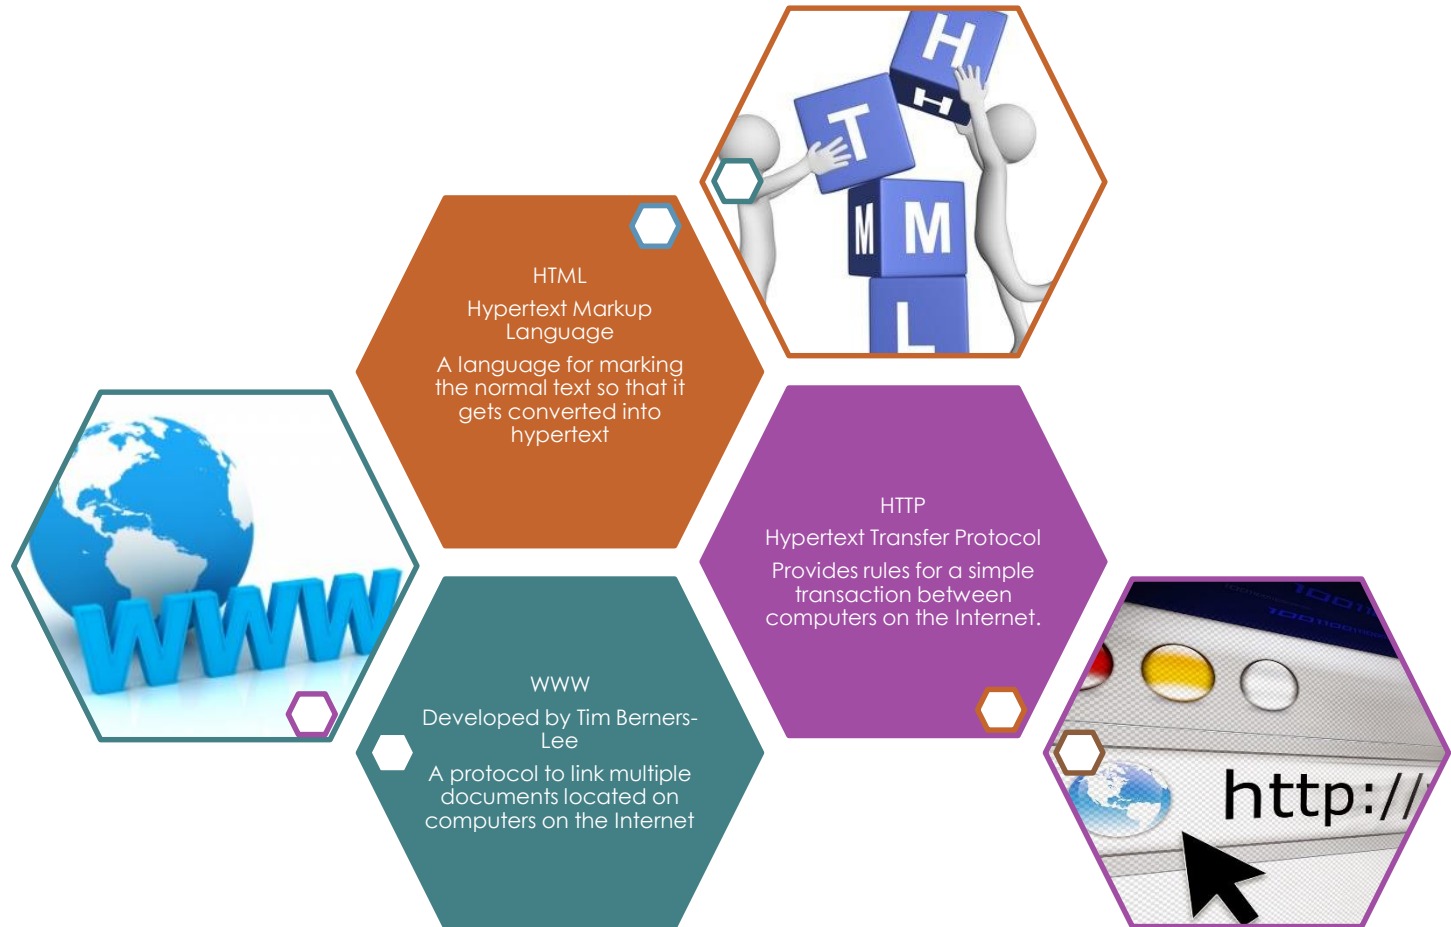 H
H
T
M
M
L
HTML
Hypertext Markup
Language
A language for marking
the normal text so that it
gets converted into
hypertext
WWW
HTTP
Hypertext Transfer Protocol
Provides rules for a simple
transaction between
computers on the Internet.
WWW
Developed by Tim Berners-
Lee
A protocol to link multiple
documents located on
computers on the Internet
http://